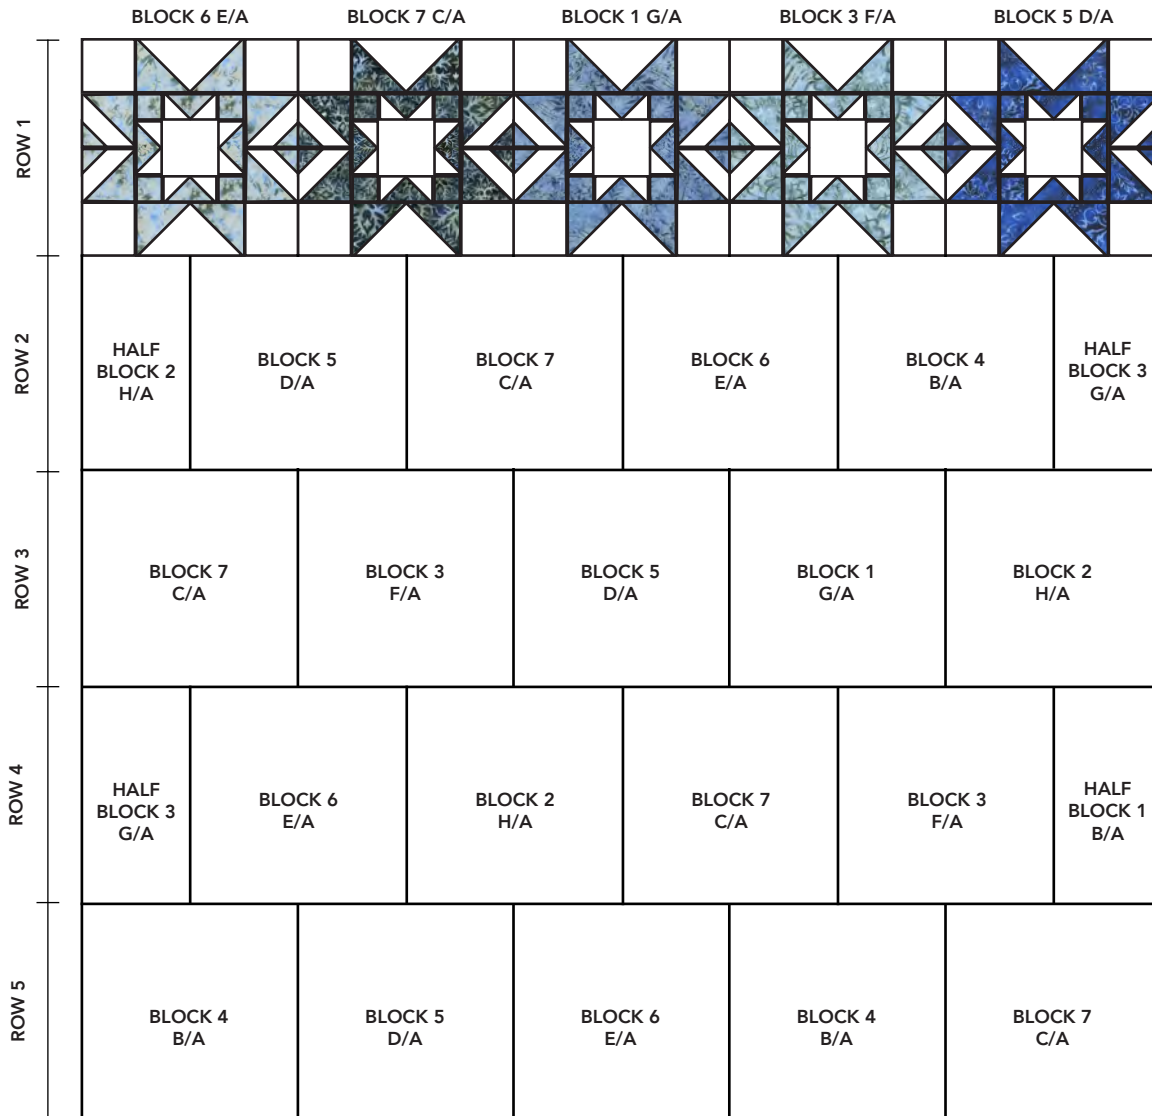 BLOCK 6 E/A
BLOCK 7 C/A
BLOCK 1 G/A
BLOCK 3 F/A
BLOCK 5 D/A
ROW 1
ROW 2
HALF
BLOCK 2
H/A
BLOCK 5
D/A
BLOCK 7
C/A
BLOCK 6
E/A
BLOCK 4
B/A
HALF
BLOCK 3
G/A
ROW 3
BLOCK 7
C/A
BLOCK 3
F/A
BLOCK 5
D/A
BLOCK 1
G/A
BLOCK 2
H/A
ROW 4
HALF
BLOCK 3
G/A
BLOCK 6
E/A
BLOCK 2
H/A
BLOCK 7
C/A
BLOCK 3
F/A
HALF
BLOCK 1
B/A
ROW 5
BLOCK 4
B/A
BLOCK 5
D/A
BLOCK 6
E/A
BLOCK 4
B/A
BLOCK 7
C/A